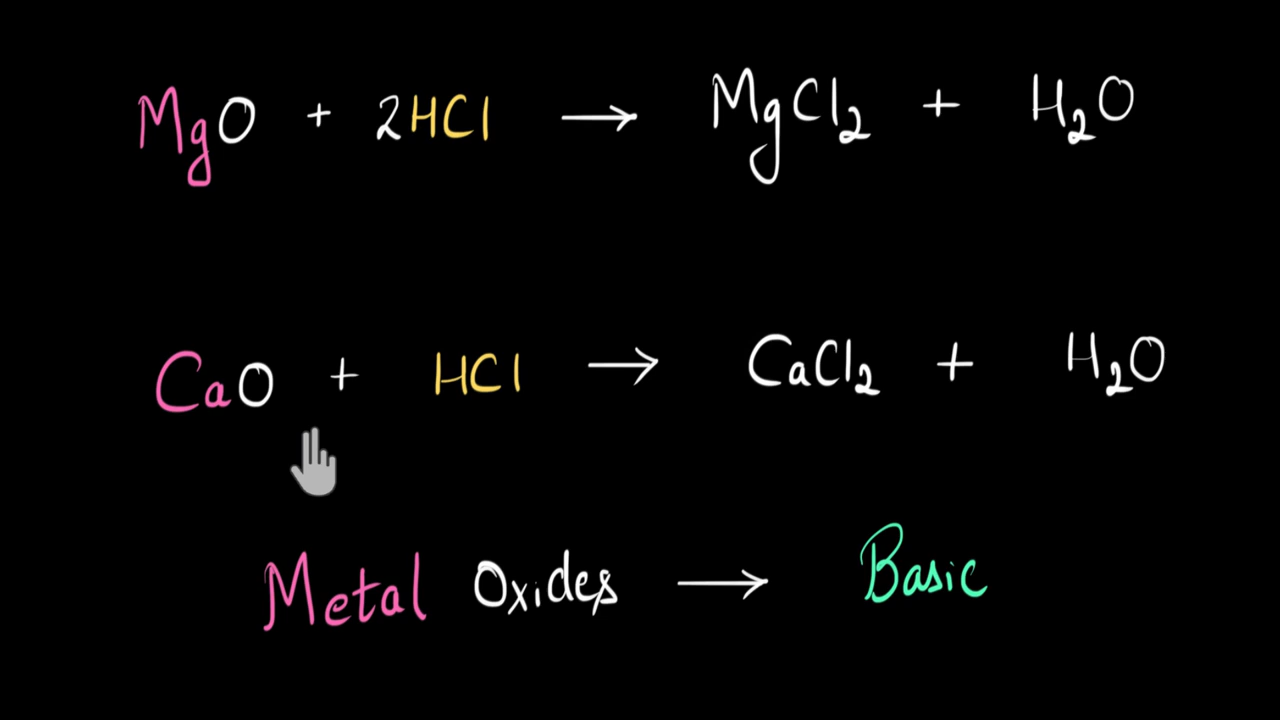 MgO + 2HCl → MgCl₂ + H₂O
CaO + HCl → CaCl₂ + H₂O
Metal Oxides → Basic